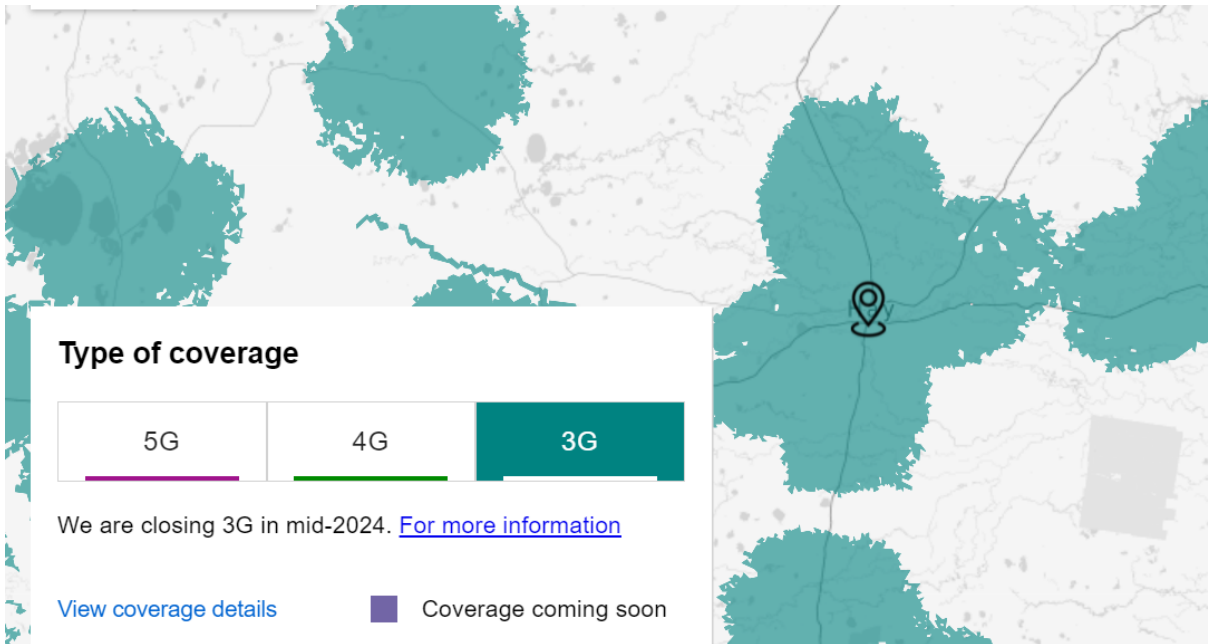 Hay
Type of coverage
5G
4G
3G
We are closing 3G in mid-2024. For more information
View coverage details
Coverage coming soon